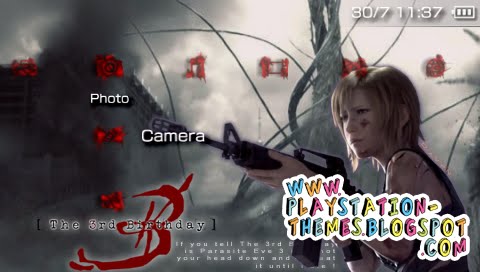 30/7 11:37
Photo
Camera
WWW.
PLAYSTATION-
THEMES.BLOGSPOT
.COM
[ The 3rd Birthday ]
If you tell The 3rd B
is Parasite Eve 3
your head down and
it until